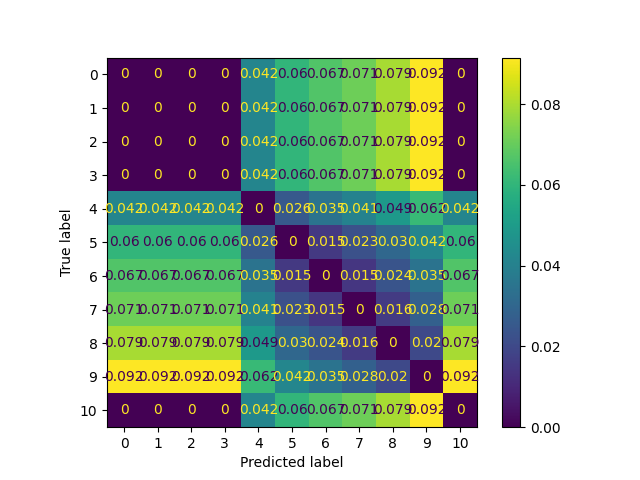 0 0 0 0 0 0.042 0.06 0.067 0.071 0.079 0.092 0
1 0 0 0 0 0.042 0.06 0.067 0.071 0.079 0.092 0
2 0 0 0 0 0.042 0.06 0.067 0.071 0.079 0.092 0
3 0 0 0 0 0.042 0.06 0.067 0.071 0.079 0.092 0
4 0.042 0.042 0.042 0.042 0 0.026 0.035 0.041 0.049 0.062 0.042
5 0.06 0.06 0.06 0.06 0.026 0 0.015 0.023 0.03 0.042 0.06
6 0.067 0.067 0.067 0.067 0.035 0.015 0 0.015 0.024 0.035 0.067
7 0.071 0.071 0.071 0.071 0.041 0.023 0.015 0 0.016 0.028 0.071
8 0.079 0.079 0.079 0.079 0.049 0.03 0.024 0.016 0 0.02 0.079
9 0.092 0.092 0.092 0.092 0.062 0.042 0.035 0.028 0.02 0 0.092
10 0 0 0 0 0.042 0.06 0.067 0.071 0.079 0.092 0
0 1 2 3 4 5 6 7 8 9 10
Predicted label
True label
0.08
0.06
0.04
0.02
0.00